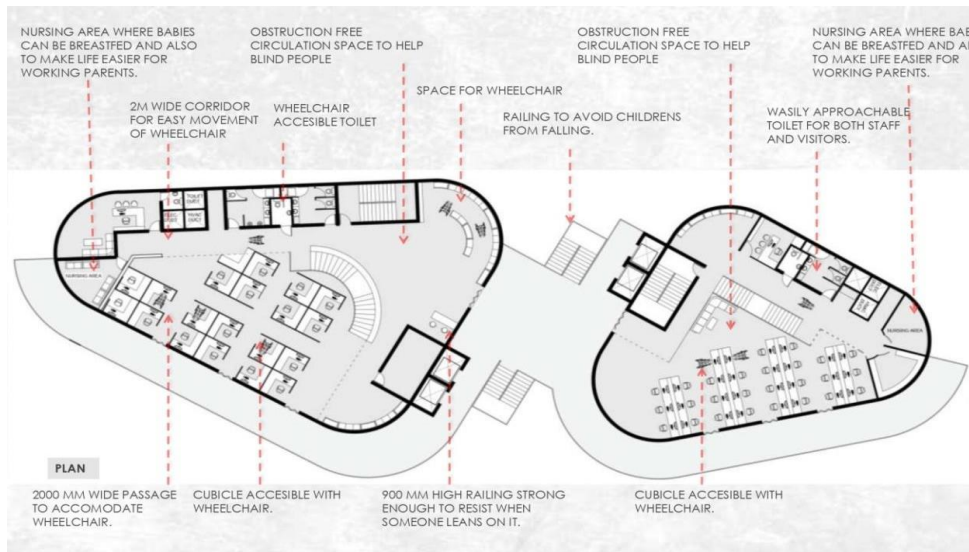 NURSING AREA WHERE BABIES
CAN BE BREASTFED AND ALSO
TO MAKE LIFE EASIER FOR
WORKING PARENTS.
2M WIDE CORRIDOR
FOR EASY MOVEMENT
OF WHEELCHAIR
OBSTRUCTION FREE
CIRCULATION SPACE TO HELP
BLIND PEOPLE
WHEELCHAIR
ACCESIBLE TOILET
SPACE FOR WHEELCHAIR
RAILING TO AVOID CHILDRENS
FROM FALLING.
OBSTRUCTION FREE
CIRCULATION SPACE TO HELP
BLIND PEOPLE
WASILY APPROACHABLE
TOILET FOR BOTH STAFF
AND VISITORS.
NURSING AREA WHERE BAB
CAN BE BREASTFED AND A
TO MAKE LIFE EASIER FOR
WORKING PARENTS.
NURSING AREA
NURSING AREA
PLAN
2000 MM WIDE PASSAGE
TO ACCOMODATE
WHEELCHAIR.
CUBICLE ACCESIBLE WITH
WHEELCHAIR.
900 MM HIGH RAILING STRONG
ENOUGH TO RESIST WHEN
SOMEONE LEANS ON IT.
CUBICLE ACCESIBLE WITH
WHEELCHAIR.